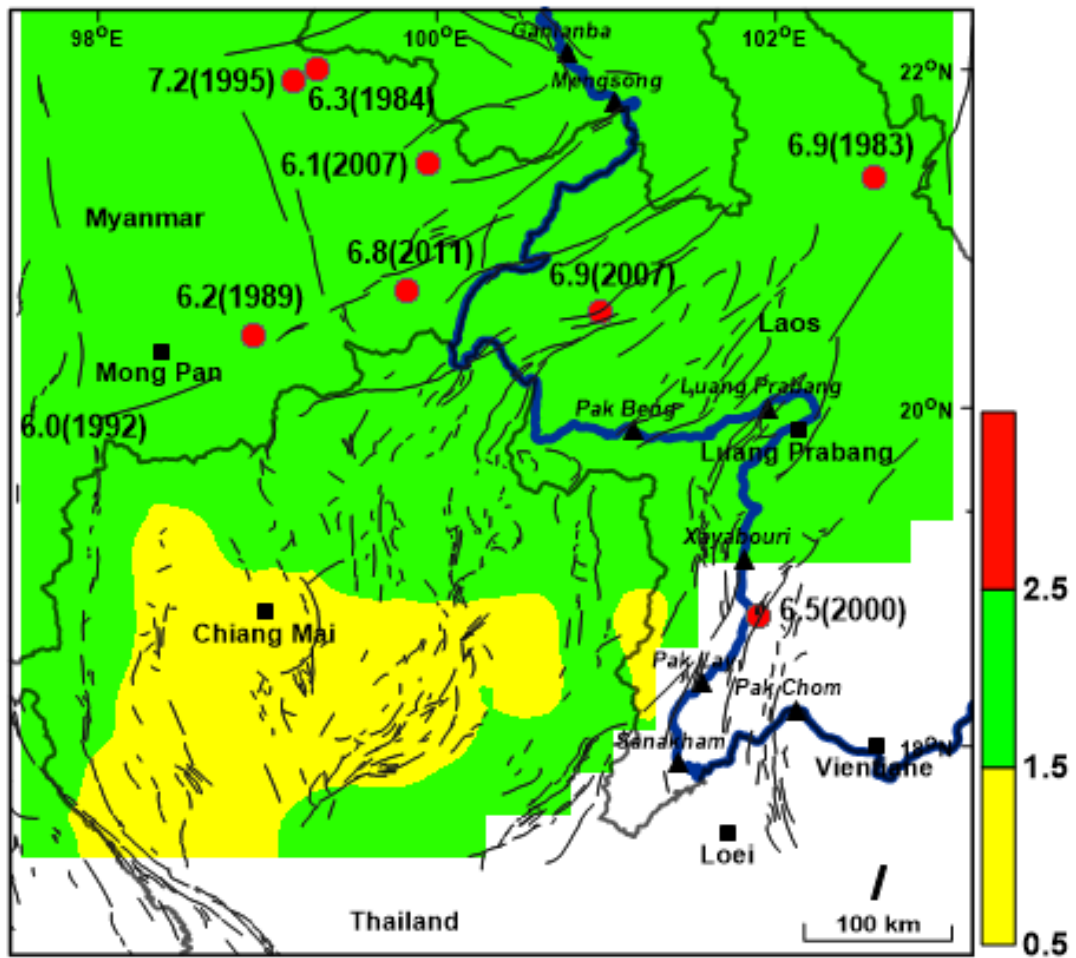 98°E
100°E
102°E
Ganlanba
22°N
7.2(1995)
6.3(1984)
Mengsong
6.1(2007)
6.9(1983)
Myanmar
6.8(2011)
6.9(2007)
6.2(1989)
Laos
Mong Pan
Luang Prabang
Pak Beng
20°N
6.0(1992)
Luang Prabang
Xayabouri
2.5
6.5(2000)
Chiang Mai
Pak Lay
Pak Chom
Sanakham
18°N
Vientiane
1.5
Loei
Thailand
100 km
0.5